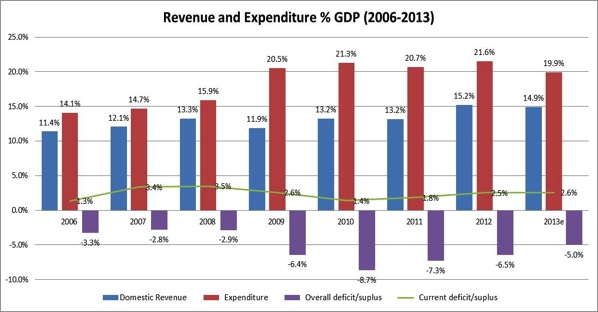 Revenue and Expenditure % GDP (2006-2013)
25.0%
20.0%
15.0%
10.0%
5.0%
0.0%
-5.0%
-10.0%
11.4% 14.1% 12.1% 14.7% 13.3% 15.9% 11.9% 20.5% 13.2% 21.3% 13.2% 20.7% 15.2% 21.6% 14.9% 19.9%
1.3% 3.4% 3.5% 2.6% 1.4% 1.8% 2.5% 2.6%
2006 2007 2008 2009 2010 2011 2012 2013e
-3.3% -2.8% -2.9% -6.4% -8.7% -7.3% -6.5% -5.0%
Domestic Revenue Expenditure Overall deficit/suplus Current deficit/suplus